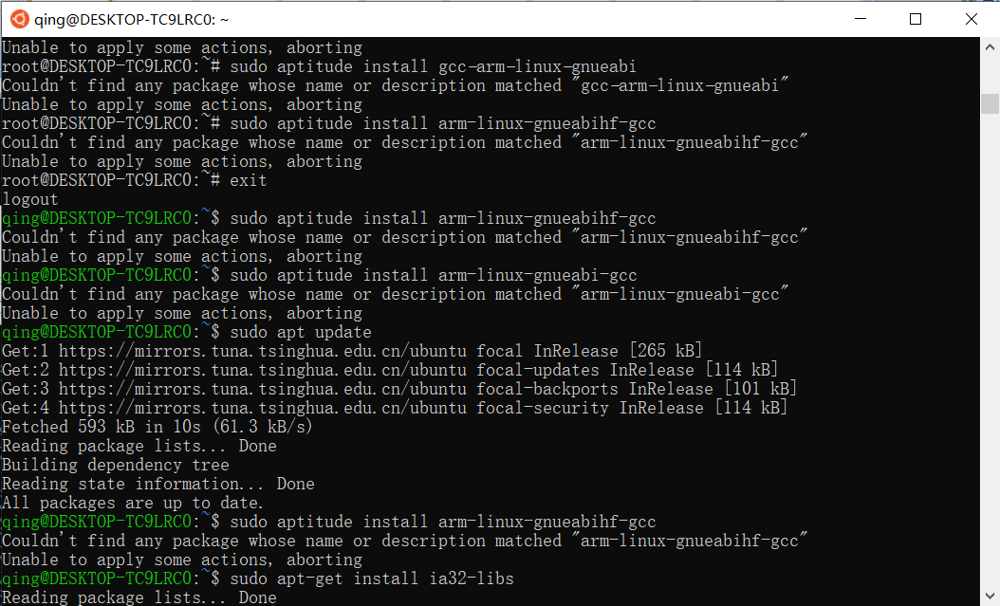 qing@DESKTOP-TC9LRC0: ~
Unable to apply some actions, aborting
root@DESKTOP-TC9LRC0:~# sudo aptitude install gcc-arm-linux-gnueabi
Couldn't find any package whose name or description matched "gcc-arm-linux-gnueabi"
Unable to apply some actions, aborting
root@DESKTOP-TC9LRC0:~# sudo aptitude install arm-linux-gnueabihf-gcc
Couldn't find any package whose name or description matched "arm-linux-gnueabihf-gcc"
Unable to apply some actions, aborting
root@DESKTOP-TC9LRC0:~# exit
logout
qing@DESKTOP-TC9LRC0:~$ sudo aptitude install arm-linux-gnueabihf-gcc
Couldn't find any package whose name or description matched "arm-linux-gnueabihf-gcc"
Unable to apply some actions, aborting
qing@DESKTOP-TC9LRC0:~$ sudo aptitude install arm-linux-gnueabi-gcc
Couldn't find any package whose name or description matched "arm-linux-gnueabi-gcc"
Unable to apply some actions, aborting
qing@DESKTOP-TC9LRC0:~$ sudo apt update
Get:1 https://mirrors.tuna.tsinghua.edu.cn/ubuntu focal InRelease [265 kB]
Get:2 https://mirrors.tuna.tsinghua.edu.cn/ubuntu focal-updates InRelease [114 kB]
Get:3 https://mirrors.tuna.tsinghua.edu.cn/ubuntu focal-backports InRelease [101 kB]
Get:4 https://mirrors.tuna.tsinghua.edu.cn/ubuntu focal-security InRelease [114 kB]
Fetched 593 kB in 10s (61.3 kB/s)
Reading package lists... Done
Building dependency tree
Reading state information... Done
All packages are up to date.
qing@DESKTOP-TC9LRC0:~$ sudo aptitude install arm-linux-gnueabihf-gcc
Couldn't find any package whose name or description matched "arm-linux-gnueabihf-gcc"
Unable to apply some actions, aborting
qing@DESKTOP-TC9LRC0:~$ sudo apt-get install ia32-libs
Reading package lists... Done